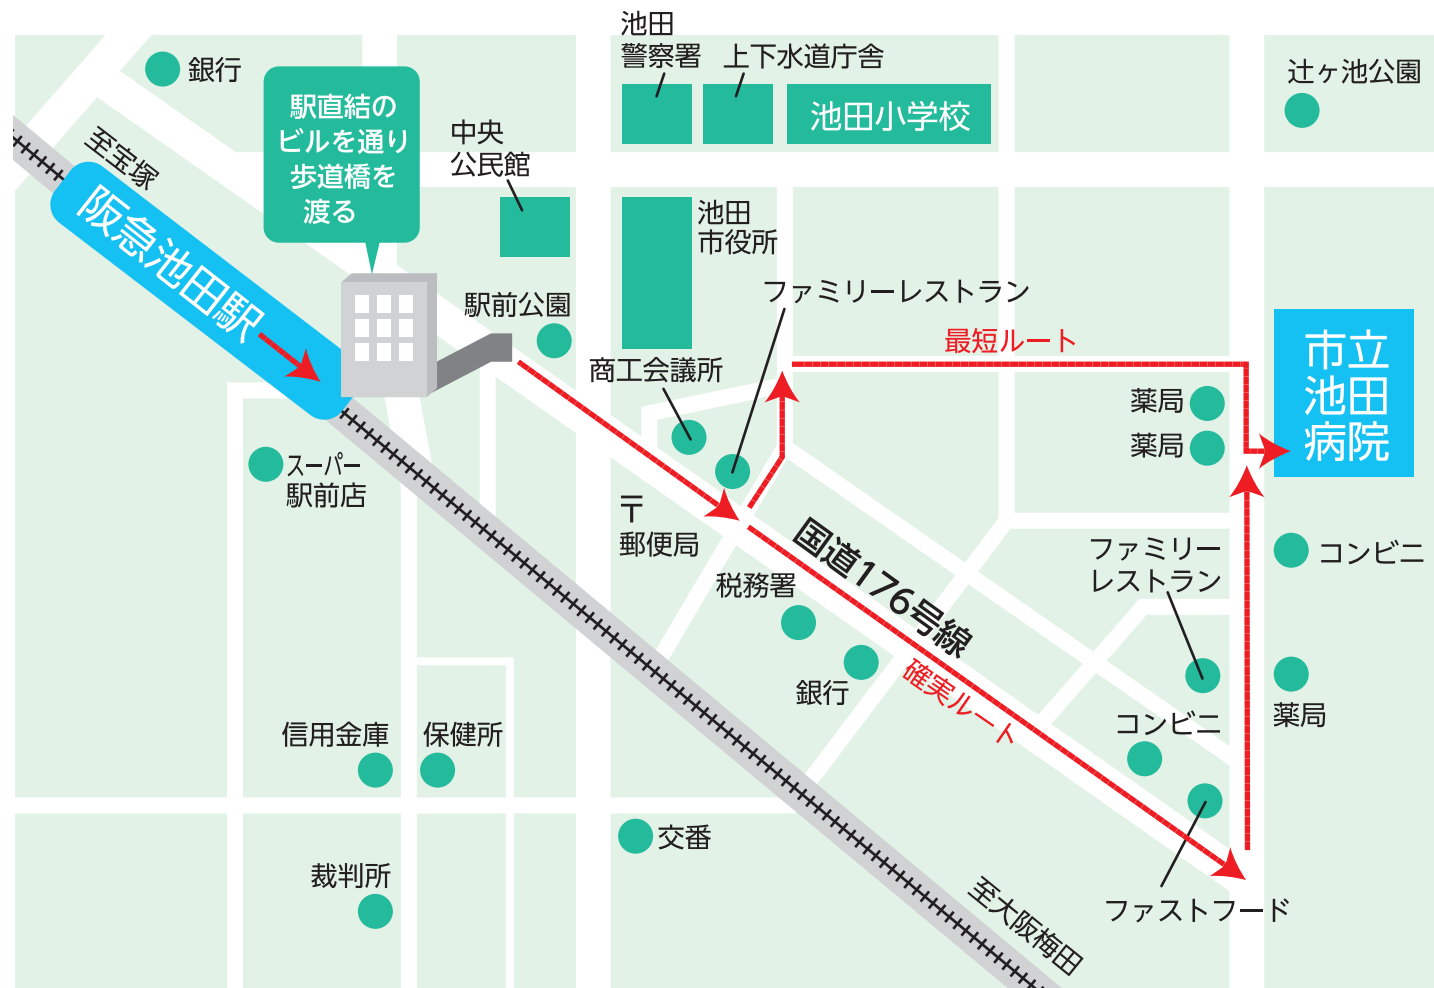 池田
警察署
上下水道庁舎
池田小学校
辻ヶ池公園
銀行
駅直結の
ビルを通り
歩道橋を
渡る
中央
公民館
至宝塚
阪急池田駅
池田
市役所
駅前公園
ファミリーレストラン
商工会議所
最短ルート
市立
池田
病院
薬局
薬局
スーパー
駅前店
〒
郵便局
国道176号線
ファミリー
レストラン
コンビニ
税務署
銀行
確実ルート
コンビニ
薬局
信用金庫
保健所
交番
裁判所
ファストフード
至大阪梅田